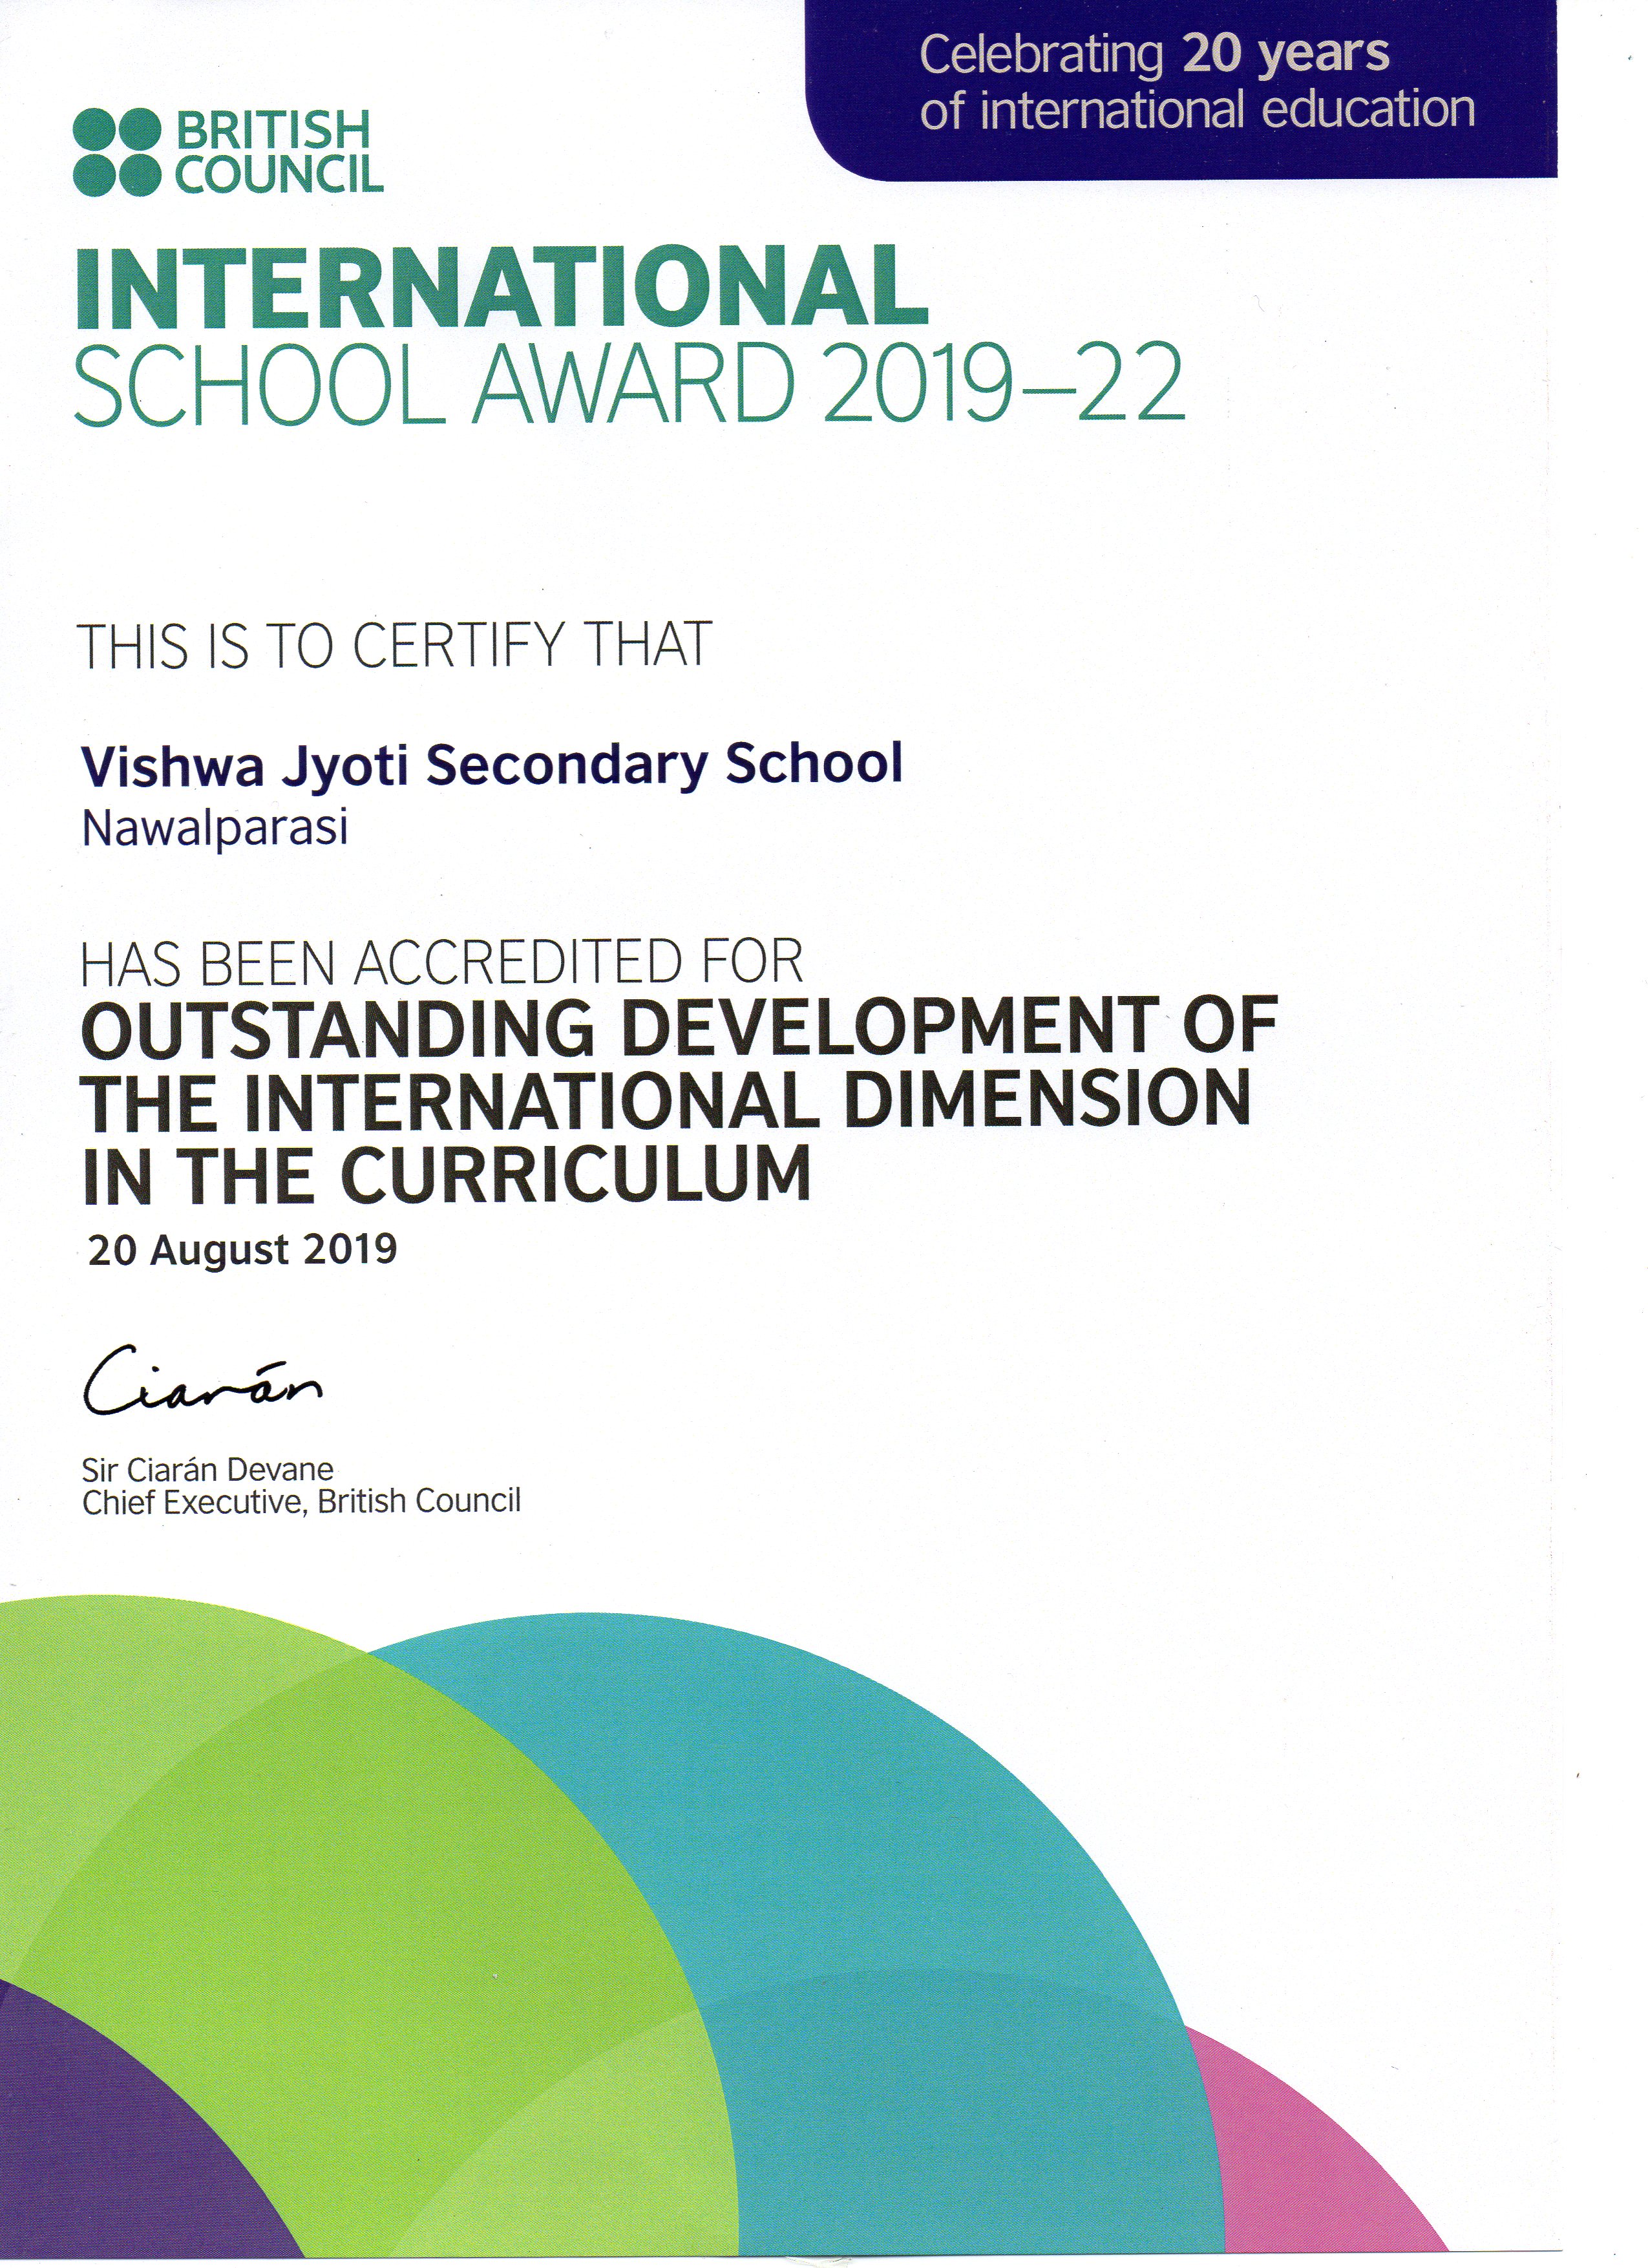 Celebrating 20 years
of international education
BRITISH
COUNCIL
INTERNATIONAL
SCHOOL AWARD 2019–22
THIS IS TO CERTIFY THAT
Vishwa Jyoti Secondary School
Nawalparasi
HAS BEEN ACCREDITED FOR
OUTSTANDING DEVELOPMENT OF
THE INTERNATIONAL DIMENSION
IN THE CURRICULUM
20 August 2019
Ciarán
Sir Ciarán Devane
Chief Executive, British Council